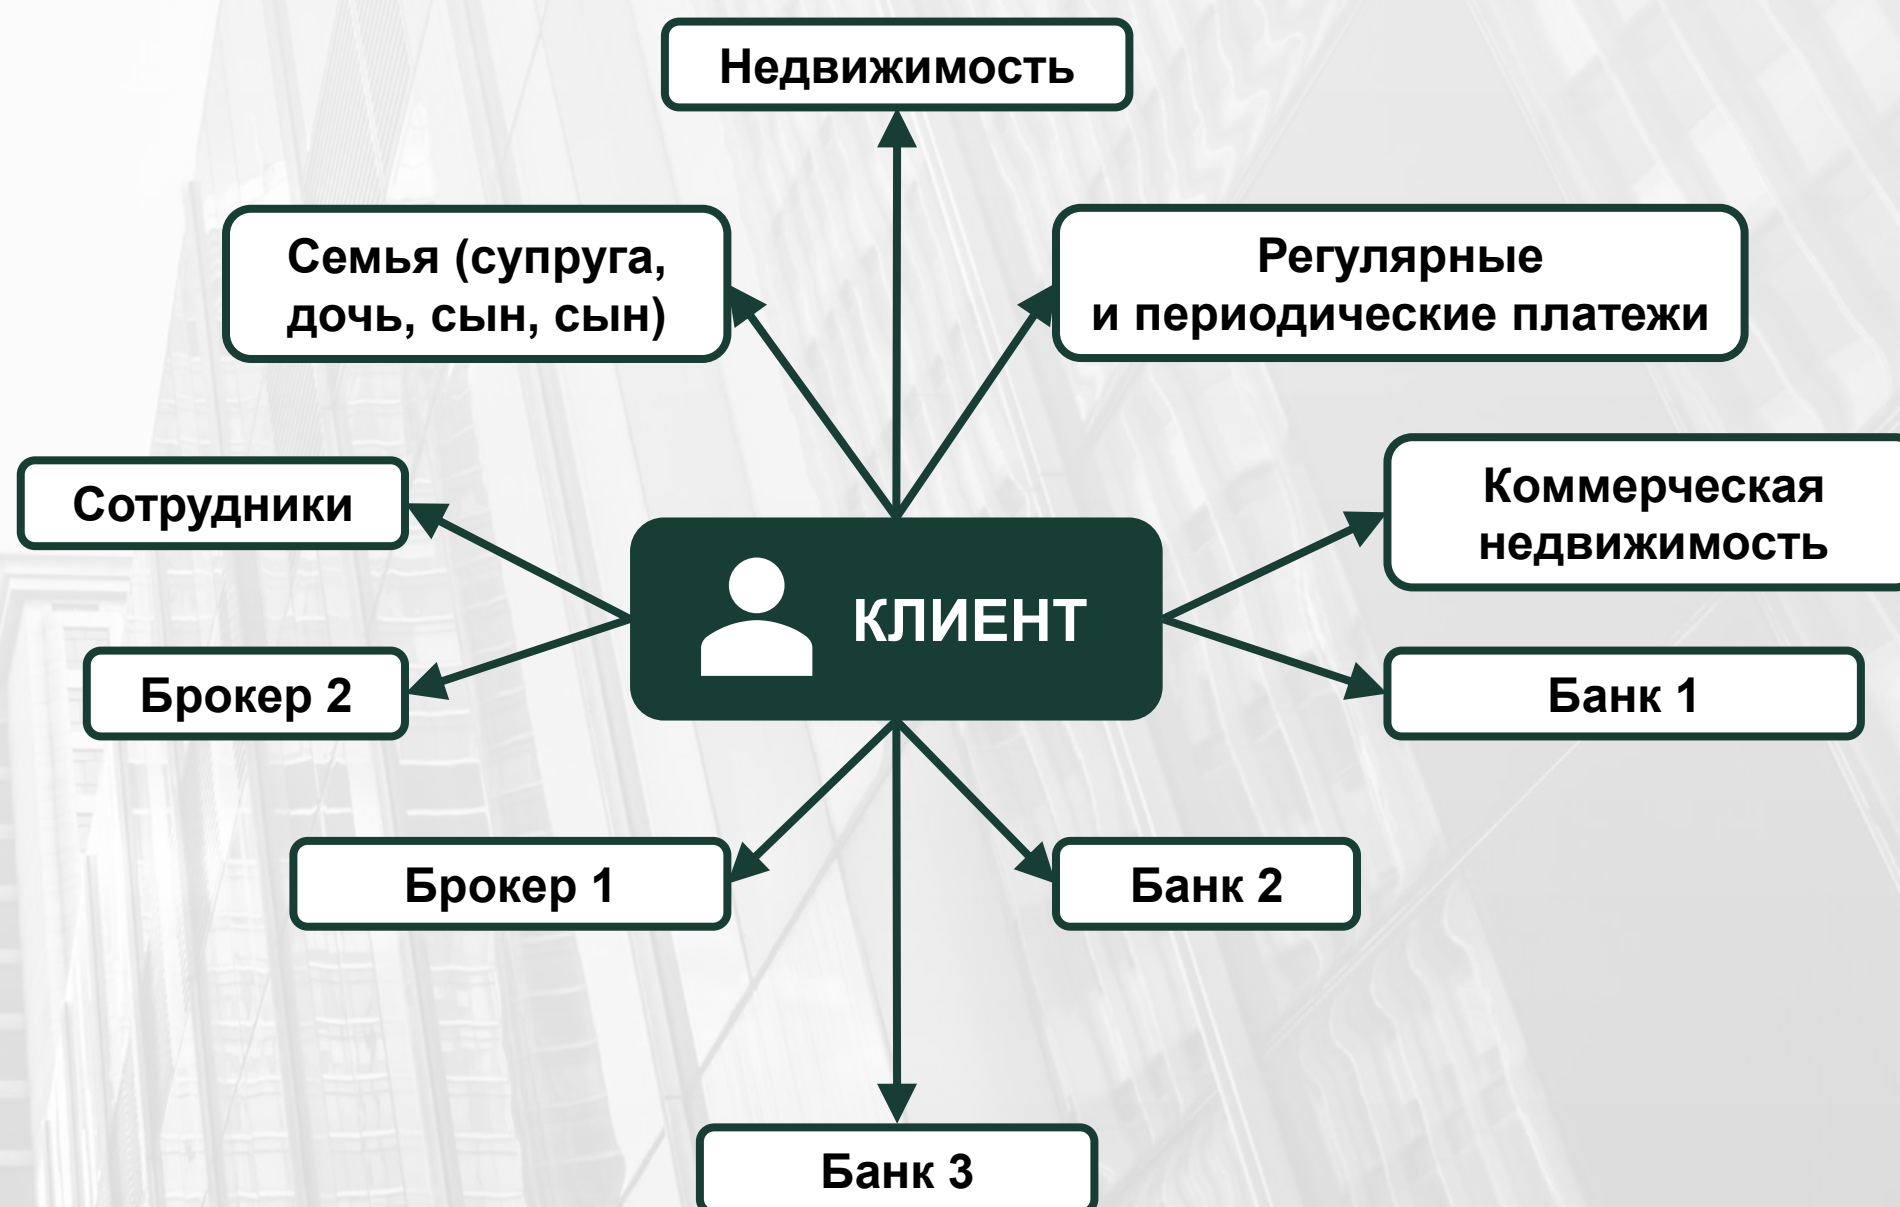 Недвижимость
Семья (супруга,
дочь, сын, сын)
Регулярные
и периодические платежи
Сотрудники
Коммерческая
недвижимость
КЛИЕНТ
Брокер 2
Банк 1
Брокер 1
Банк 2
Банк 3